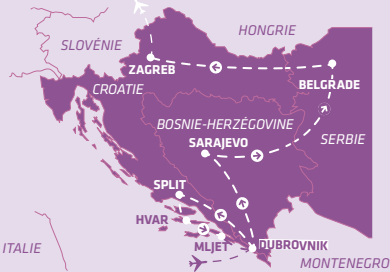 HONGRIE
SLOVÉNIE
ZAGREB
BELGRADE
CROATIE
BOSNIE-HERZÉGOVINE
SARAJEVO
SERBIE
SPLIT
HVAR
MLJET
DUBROVNIK
ITALIE
MONTENEGRO